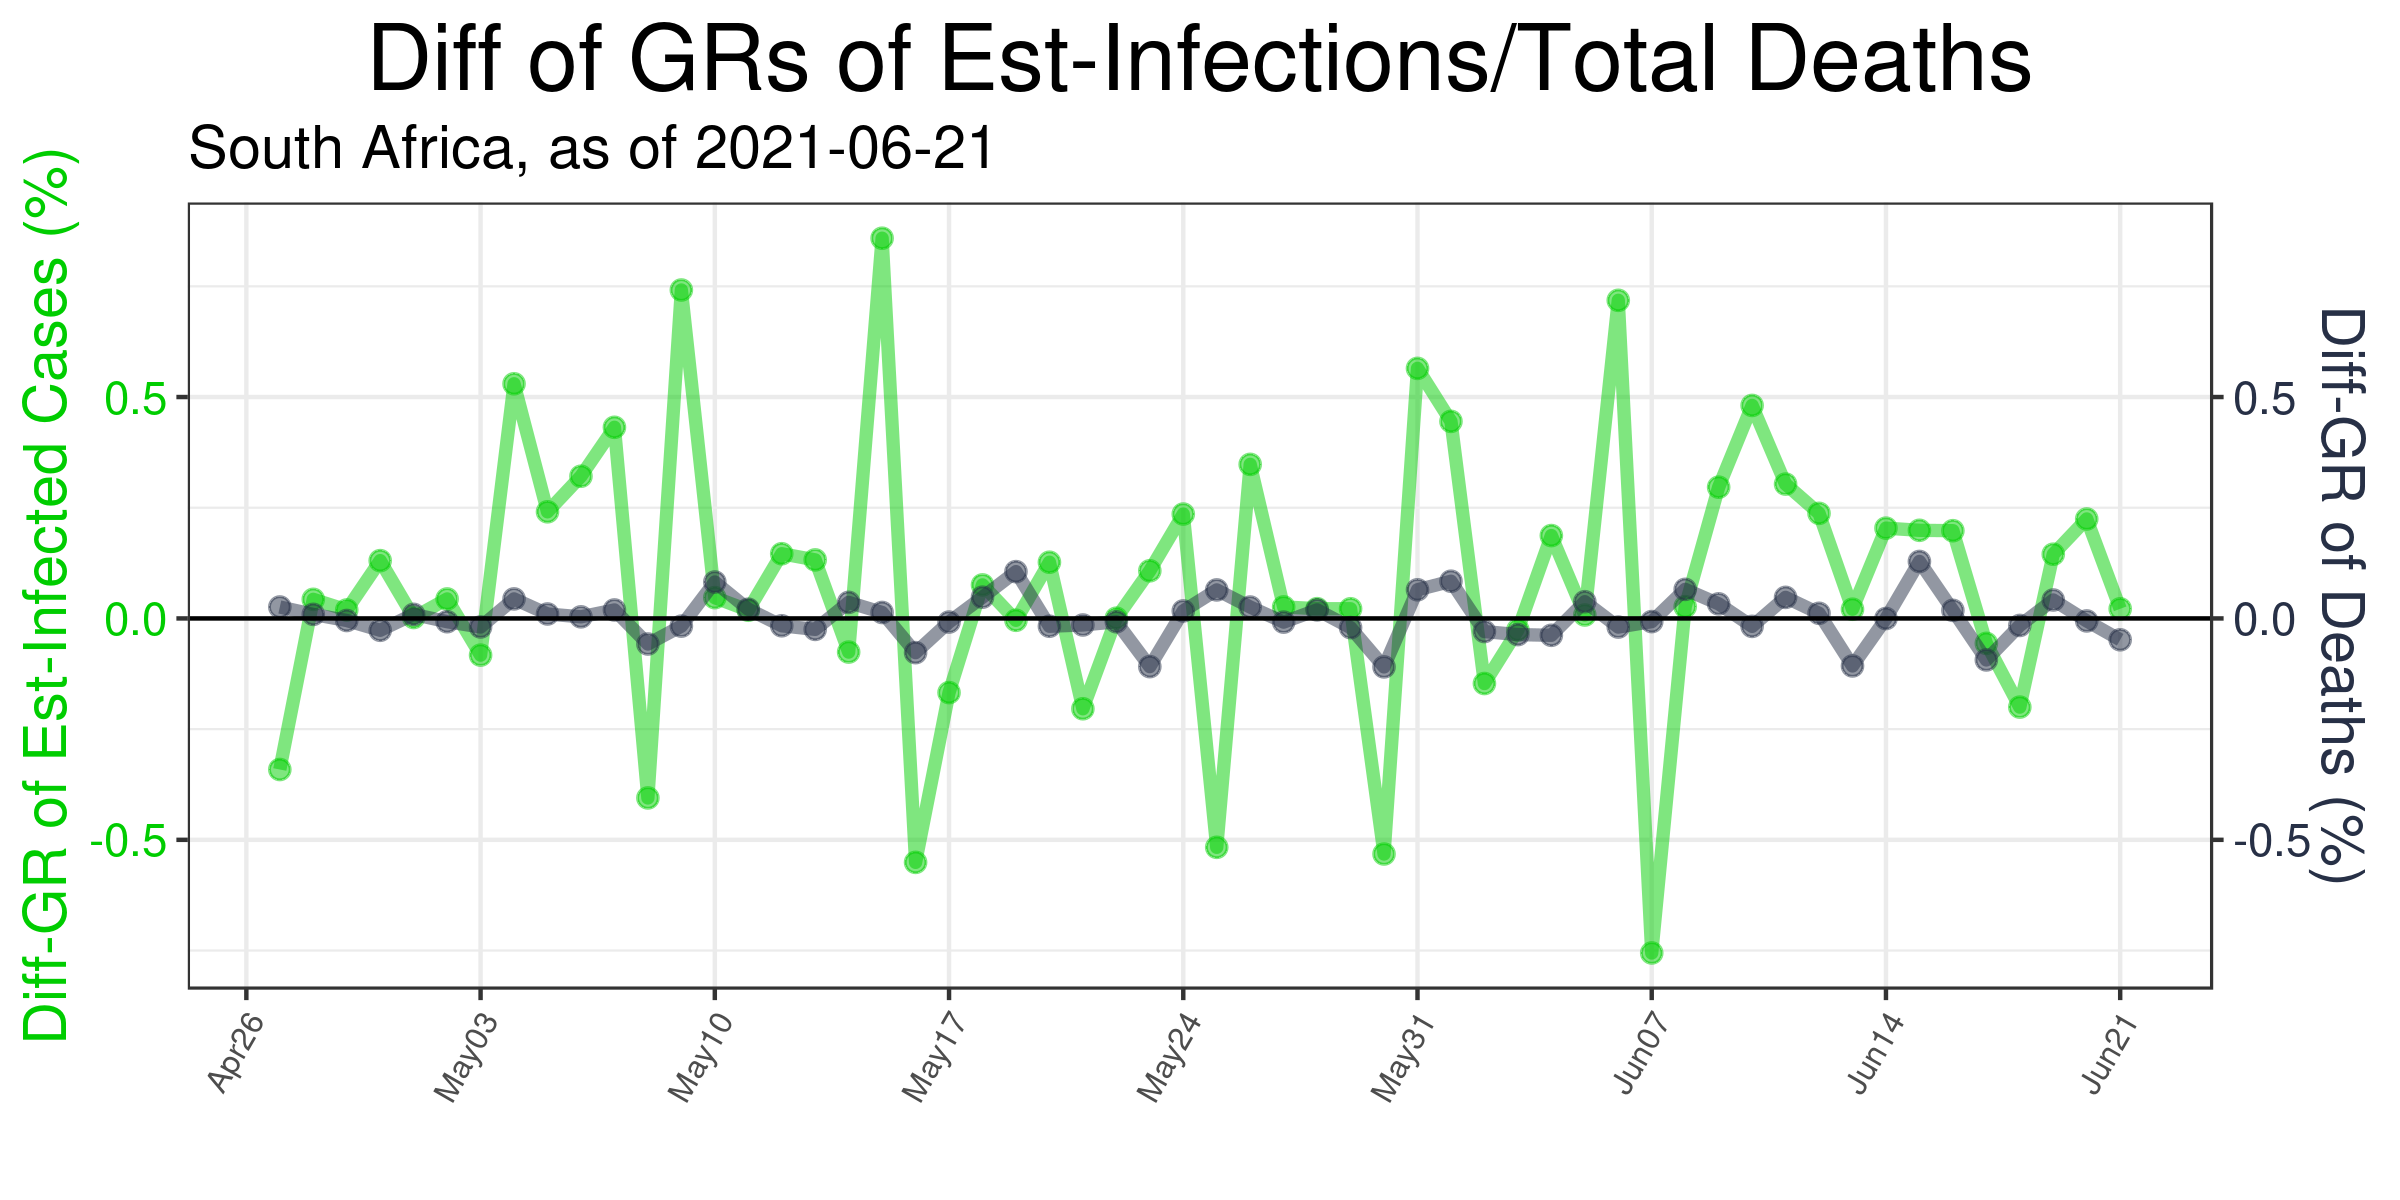 Diff of GRs of Est-Infections/Total Deaths
South Africa, as of 2021-06-21
Diff-GR of Est-Infected Cases (%)
0.5
0.0
-0.5
0.5
0.0
-0.5
Diff-GR of Deaths (%)
Apr26
May03
May10
May17
May24
May31
Jun07
Jun14
Jun21